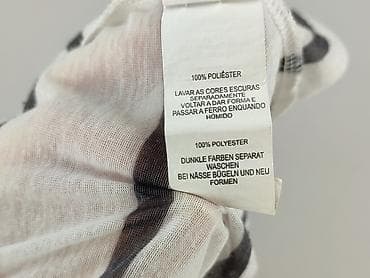 100% POLIÉSTER
LAVAR AS CORES ESCURAS
SEPARADAMENTE
VOLTAR A DAR FORMA E
PASSAR A FERRO ENQUANDO
HÚMIDO
100% POLYESTER
DUNKLE FARBEN SEPARAT
WASCHEN
BEI NÄSSE BÜGELN UND NEU
FORMEN